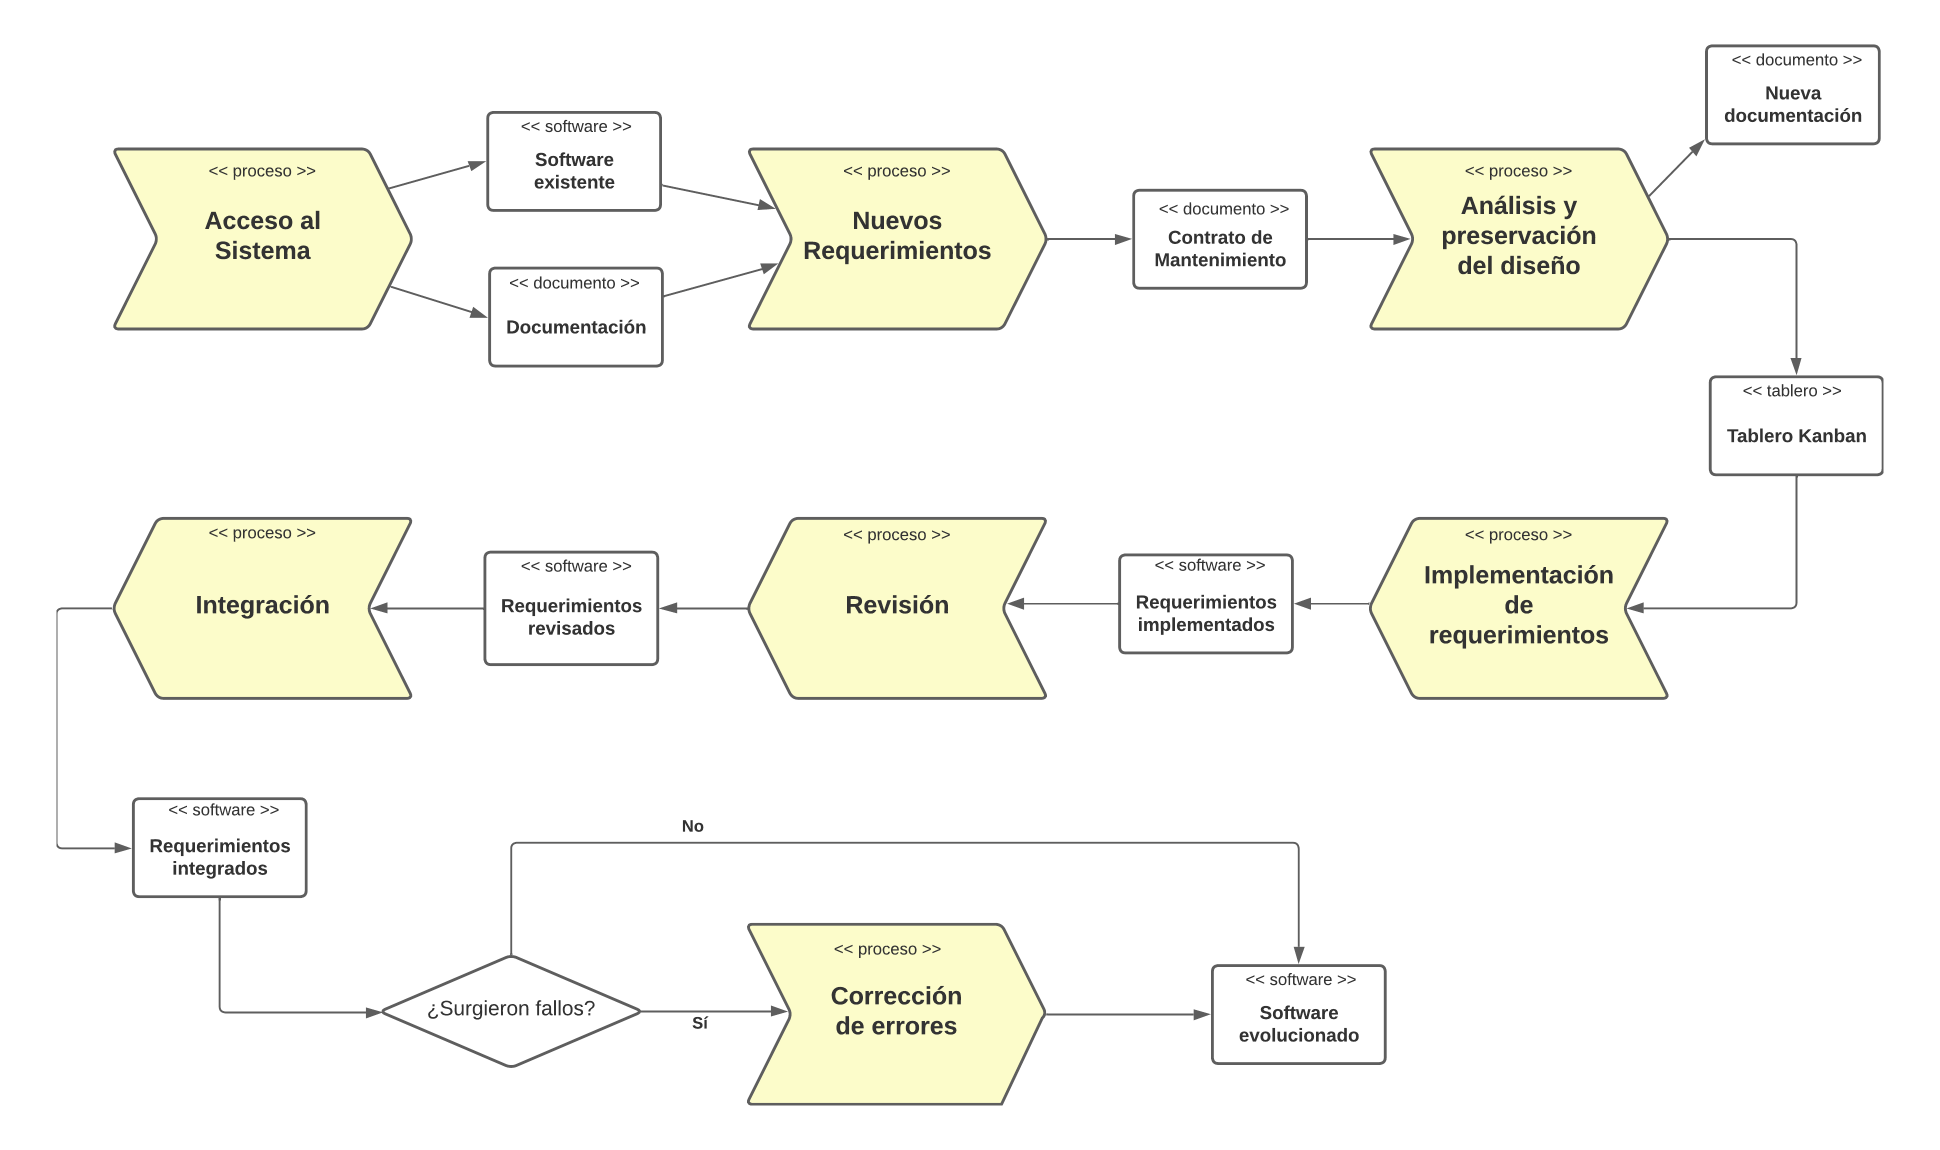 << proceso >>
Acceso al
Sistema
<< software >>
Software
existente
<< documento >>
Documentación
<< proceso >>
Nuevos
Requerimientos
<< documento >>
Contrato de
Mantenimiento
<< proceso >>
Análisis y
preservación
del diseño
<< documento >>
Nueva
documentación
<< tablero >>
Tablero Kanban
<< proceso >>
Implementación
de
requerimientos
<< software >>
Requerimientos
implementados
<< proceso >>
Revisión
<< software >>
Requerimientos
revisados
<< proceso >>
Integración
<< software >>
Requerimientos
integrados
¿Surgieron fallos?
No
Sí
<< proceso >>
Corrección
de errores
<< software >>
Software
evolucionado